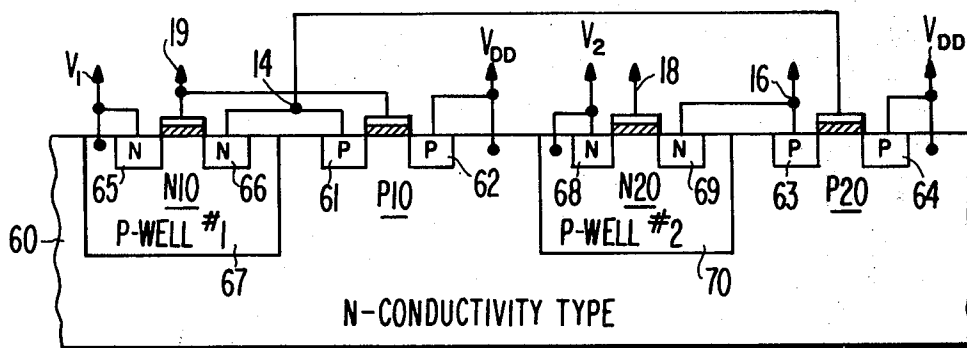 19
V1
14
VDD
V2
18
16
VDD
N
N
P
P
N
N
P
P
65
N10
66
61
P10
62
68
N20
69
63
P20
64
60
P-WELL #1
P-WELL #2
67
70
N-CONDUCTIVITY TYPE